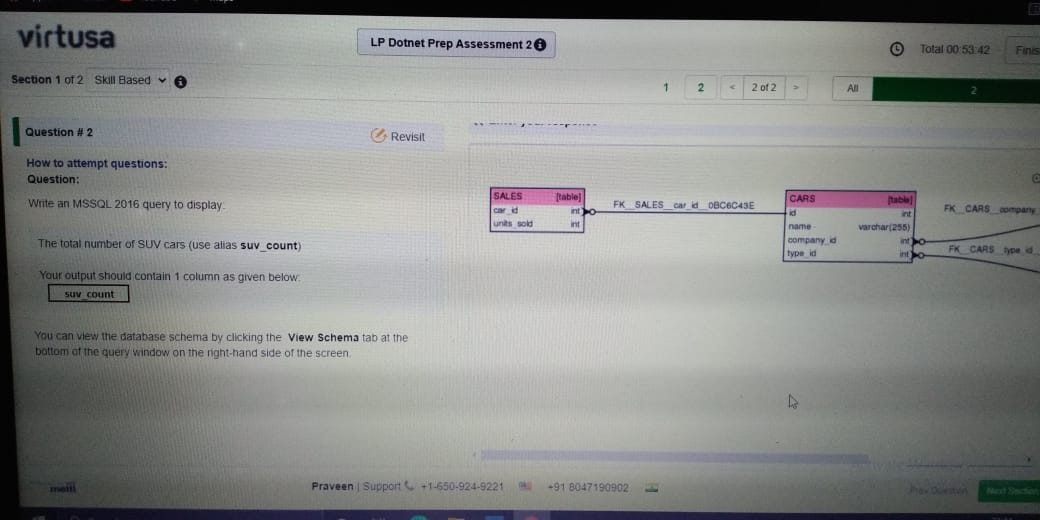 virtusa
LP Dotnet Prep Assessment 2
Total 00:53:42
Finis
Section 1 of 2 Skill Based
1 2 < 2 of 2 > All 2
Question # 2
Revisit
How to attempt questions:
Question:
Write an MSSQL 2016 query to display:
The total number of SUV cars (use alias suv_count)
Your output should contain 1 column as given below:
suv_count
You can view the database schema by clicking the View Schema tab at the
bottom of the query window on the right-hand side of the screen.
SALES [table]
car_id int
units_sold int
FK__SALES__car_id__0BC6C43E
CARS [table]
id int
name varchar(255)
company_id int
type_id int
FK__CARS__company_
FK__CARS__type_id_
mettl
Praveen | Support +1-650-924-9221 +91 8047190902
Prev Question
Next Section